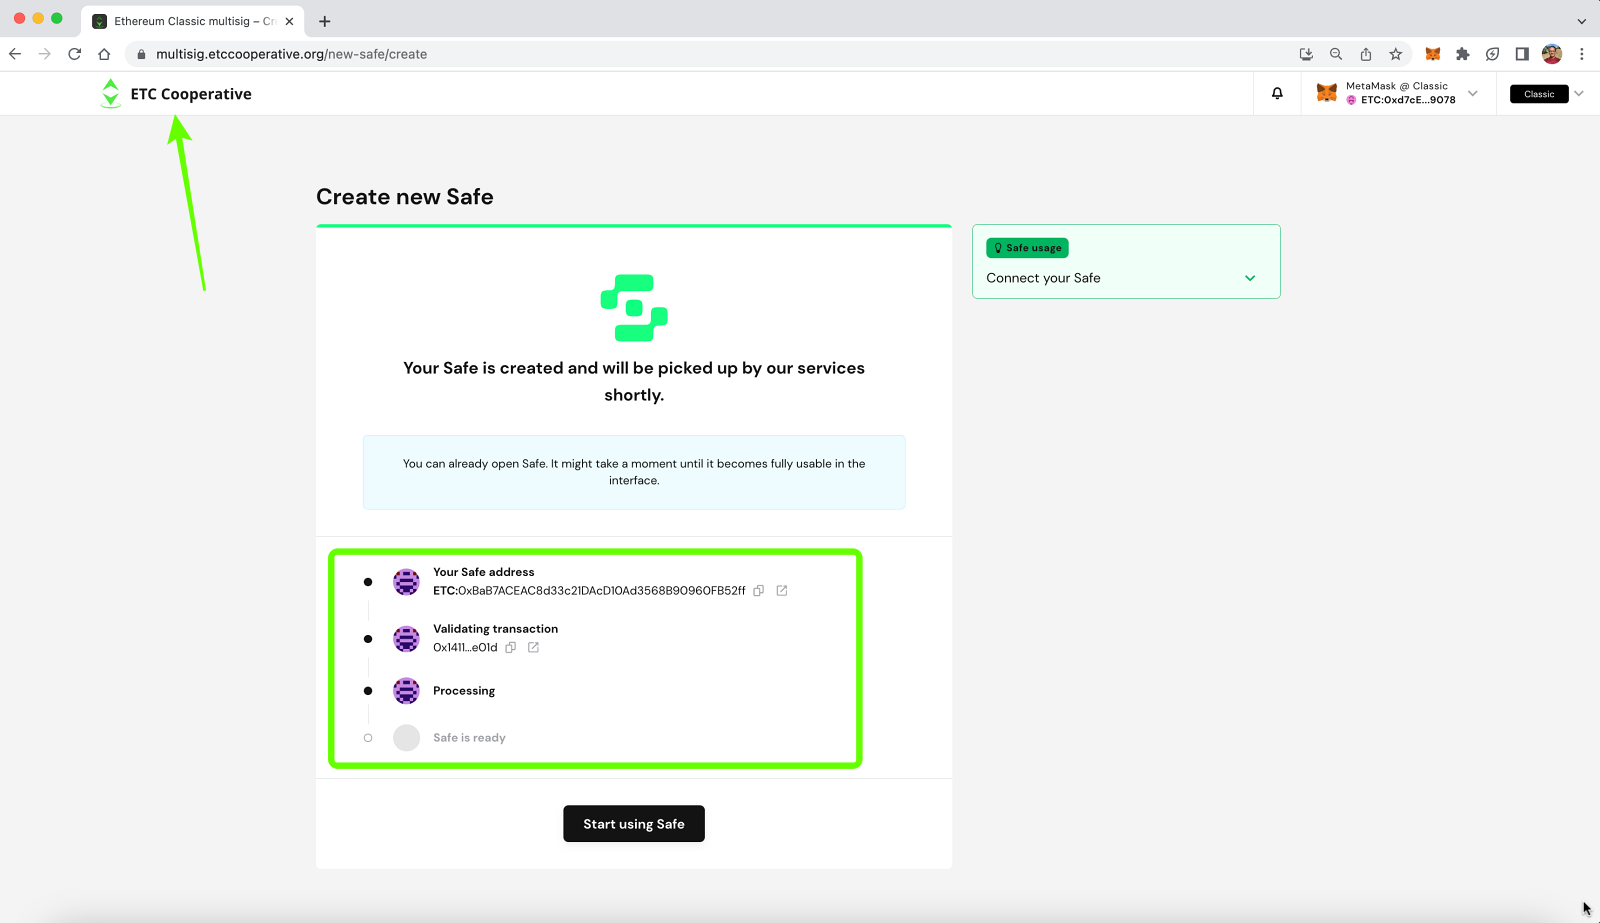 Ethereum Classic multisig – Cr
multisig.etccooperative.org/new-safe/create
ETC Cooperative
MetaMask @ Classic
ETC:0xd7cE...9078
Classic
Create new Safe
Your Safe is created and will be picked up by our services
shortly.
You can already open Safe. It might take a moment until it becomes fully usable in the
interface.
Your Safe address
ETC:0xBaB7ACEAC8d33c21DAcD10Ad3568B90960FB52ff
Validating transaction
0x1411...e01d
Processing
Safe is ready
Start using Safe
Safe usage
Connect your Safe